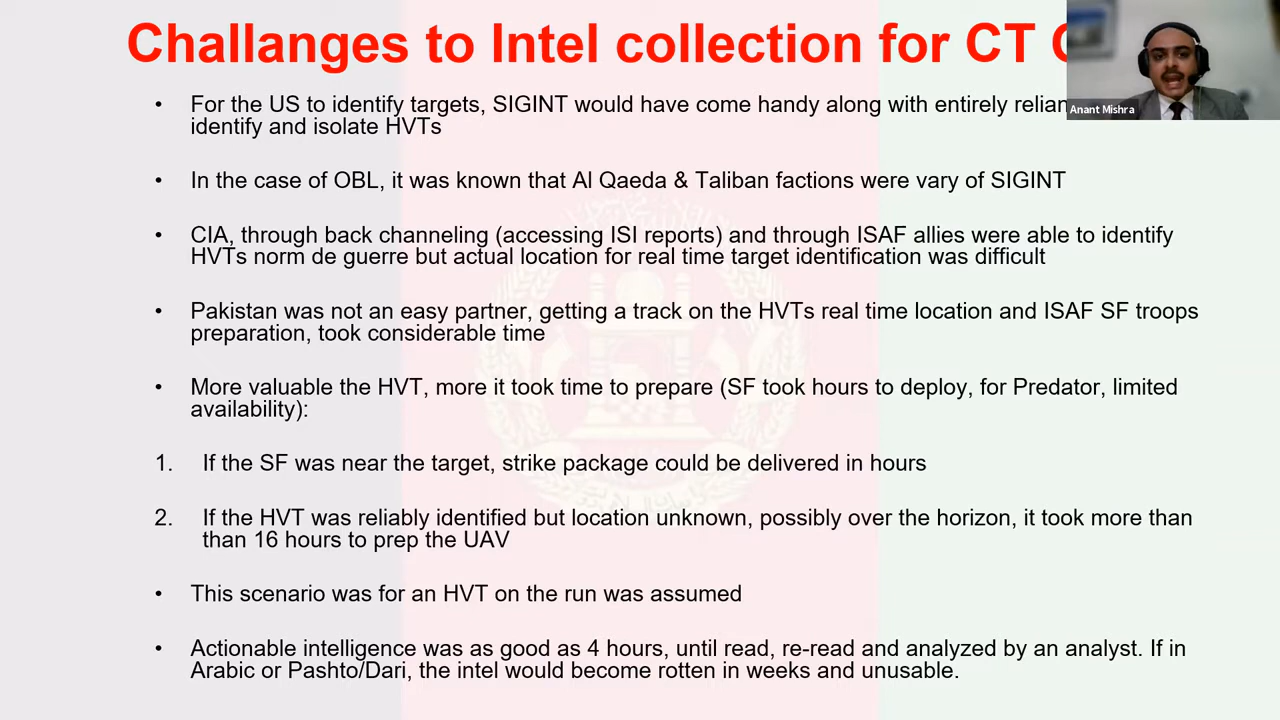 Challanges to Intel collection for CT
Anant Mishra
• For the US to identify targets, SIGINT would have come handy along with entirely
identify and isolate HVTs
• In the case of OBL, it was known that Al Qaeda & Taliban factions were vary of SIGINT
• CIA, through back channeling (accessing ISI reports) and through ISAF allies were able to identify
HVTs norm de guerre but actual location for real time target identification was difficult
• Pakistan was not an easy partner, getting a track on the HVTs real time location and ISAF SF troops
preparation, took considerable time
• More valuable the HVT, more it took time to prepare (SF took hours to deploy, for Predator, limited
availability):
1. If the SF was near the target, strike package could be delivered in hours
2. If the HVT was reliably identified but location unknown, possibly over the horizon, it took more than
than 16 hours to prep the UAV
• This scenario was for an HVT on the run was assumed
• Actionable intelligence was as good as 4 hours, until read, re-read and analyzed by an analyst. If in
Arabic or Pashto/Dari, the intel would become rotten in weeks and unusable.